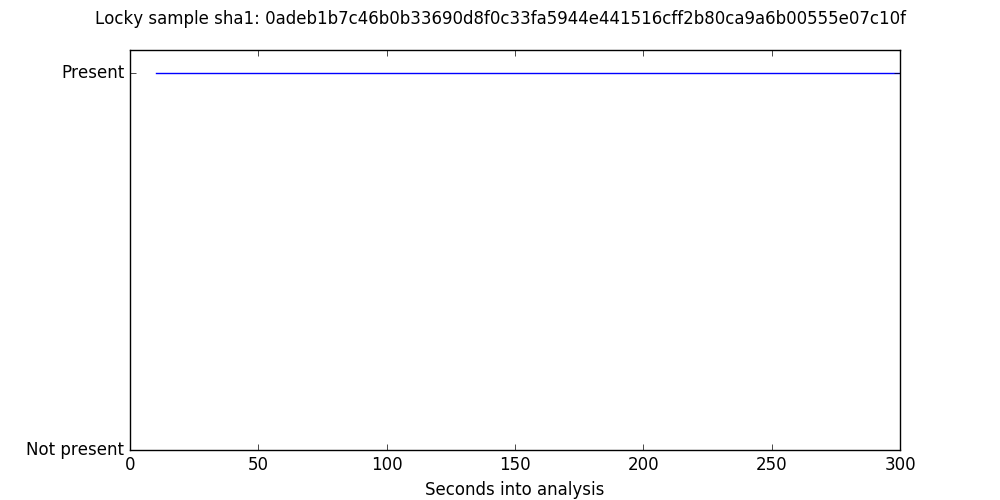 Locky sample sha1: 0adeb1b7c46b0b33690d8f0c33fa5944e441516cff2b80ca9a6b00555e07c10f
Present
Not present
0 50 100 150 200 250 300
Seconds into analysis